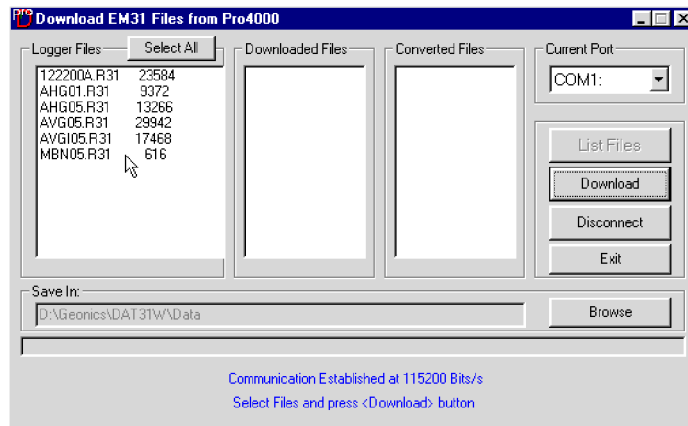 Pro Download EM31 Files from Pro4000
Logger Files Select All Downloaded Files Converted Files Current Port
122200A.R31 23584
AHG01.R31 9372
AHG05.R31 13266
AVG05.R31 29942
AVGI05.R31 17468
MBN05.R31 616
COM1:
List Files
Download
Disconnect
Exit
Save In:
D:\Geonics\DAT31W\Data
Browse
Communication Established at 115200 Bits/s
Select Files and press <Download> button